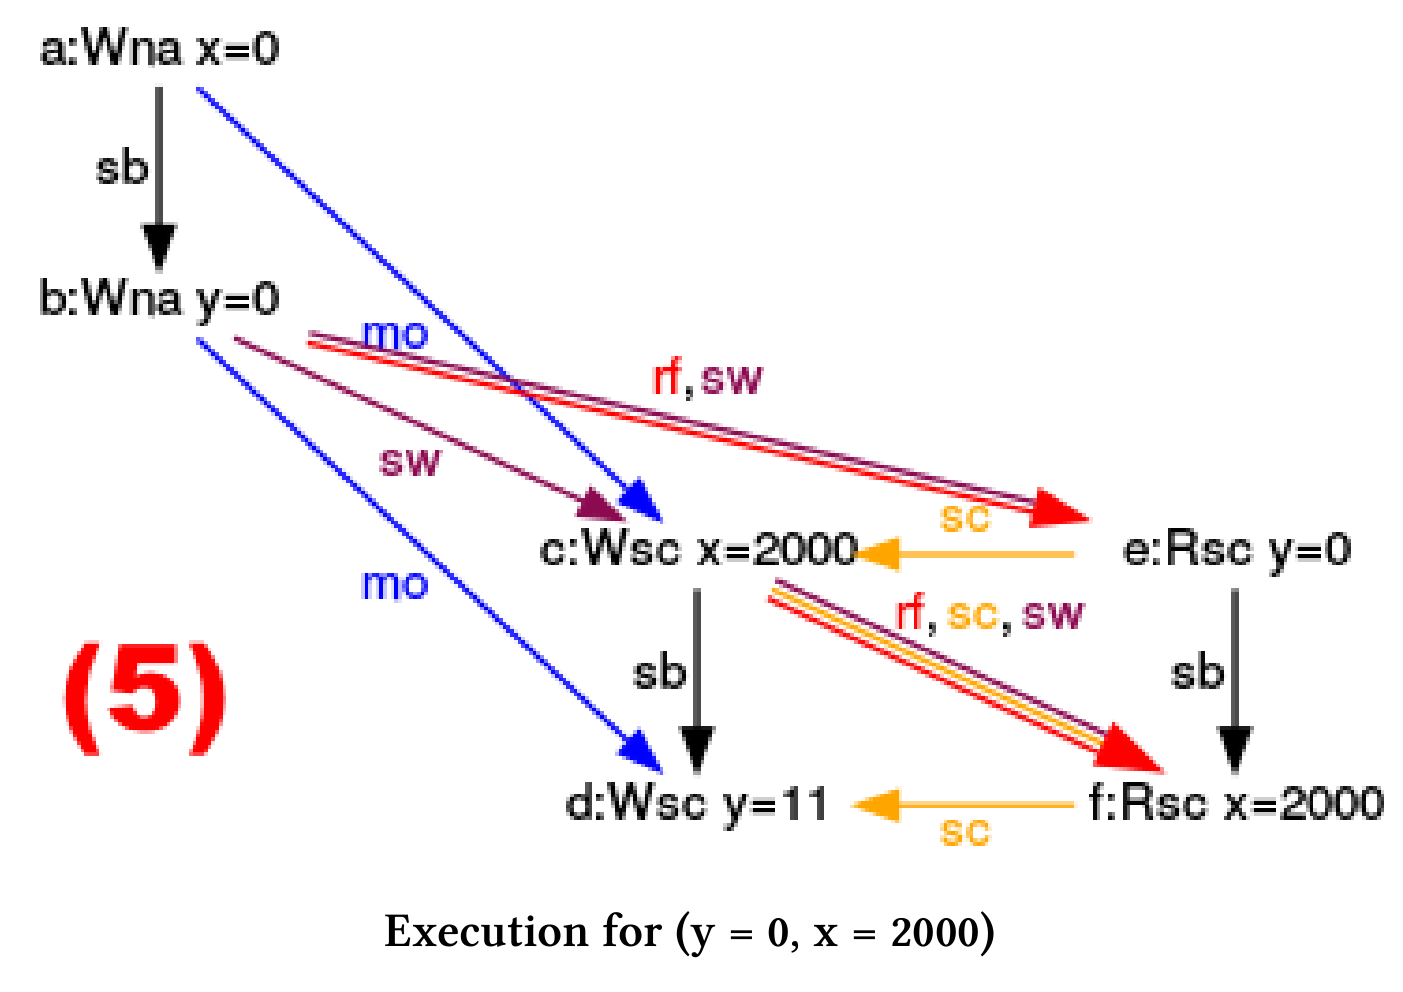 a:Wna x=0
sb
b:Wna y=0
mo
rf,sw
sw
sc
c:Wsc x=2000
e:Rsc y=0
mo
rf, sc, sw
(5)
sb
sb
d:Wsc y=11
f:Rsc x=2000
sc
Execution for (y = 0, x = 2000)